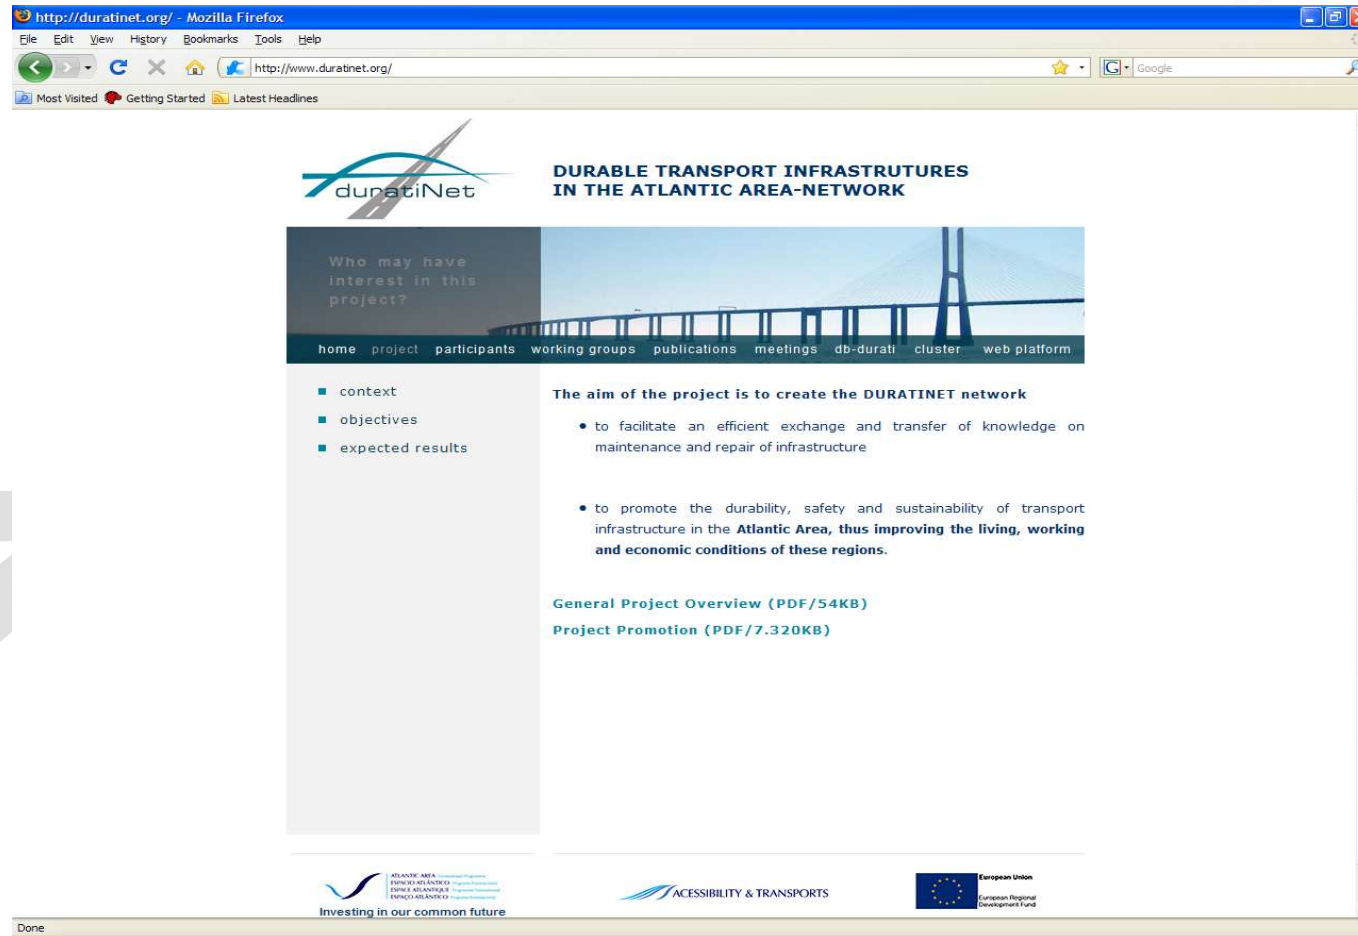 http://duratinet.org/ - Mozilla Firefox
File Edit View History Bookmarks Tools Help
http://www.duratinet.org/
Google
Most Visited Getting Started Latest Headlines
duratiNet
DURABLE TRANSPORT INFRASTRUTURES
IN THE ATLANTIC AREA-NETWORK
Who may have
interest in this
project?
home project participants working groups publications meetings db-durati cluster web platform
context
objectives
expected results
The aim of the project is to create the DURATINET network
• to facilitate an efficient exchange and transfer of knowledge on
maintenance and repair of infrastructure
• to promote the durability, safety and sustainability of transport
infrastructure in the Atlantic Area, thus improving the living, working
and economic conditions of these regions.
General Project Overview (PDF/54KB)
Project Promotion (PDF/7.320KB)
ATLANTIC AREA
ESPACIO ATLÁNTICO
ESPACE ATLANTIQUE
ESPAÇO ATLÂNTICO
Investing in our common future
ACESSIBILITY & TRANSPORTS
European Union
European Regional
Development Fund
Done